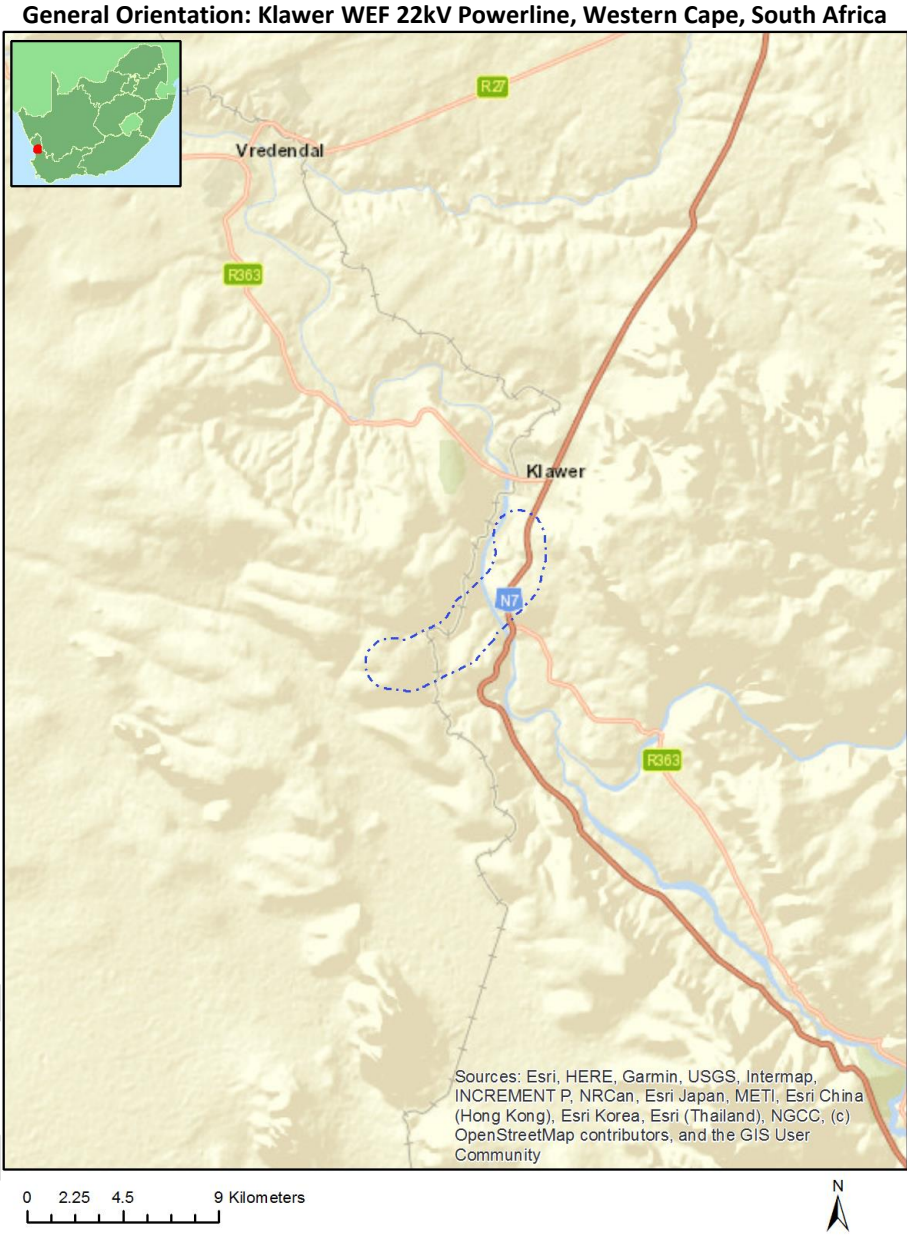 General Orientation: Klawer WEF 22kV Powerline, Western Cape, South Africa
R27
Vredendal
R363
Klawer
N7
R363
Sources: Esri, HERE, Garmin, USGS, Intermap,
INCREMENT P, NRCan, Esri Japan, METI, Esri China
(Hong Kong), Esri Korea, Esri (Thailand), NGCC, (c)
OpenStreetMap contributors, and the GIS User
Community
0 2.25 4.5 9 Kilometers
N